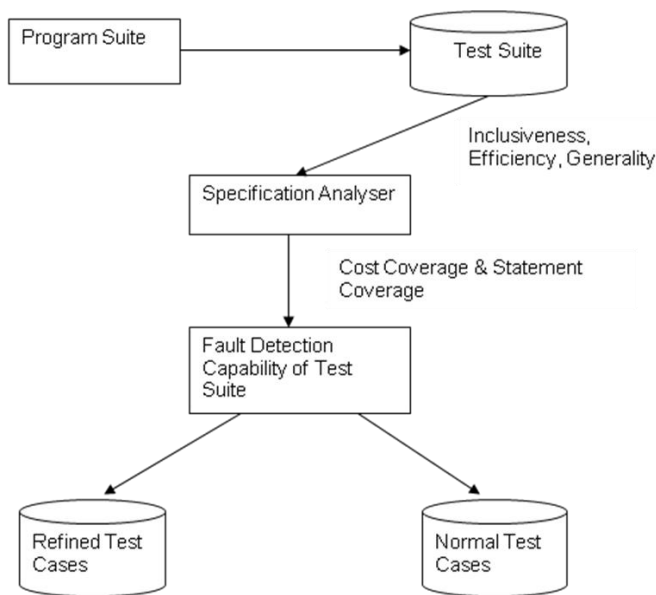 Program Suite
Test Suite
Inclusiveness,
Efficiency, Generality
Specification Analyser
Cost Coverage & Statement
Coverage
Fault Detection
Capability of Test
Suite
Refined Test
Cases
Normal Test
Cases